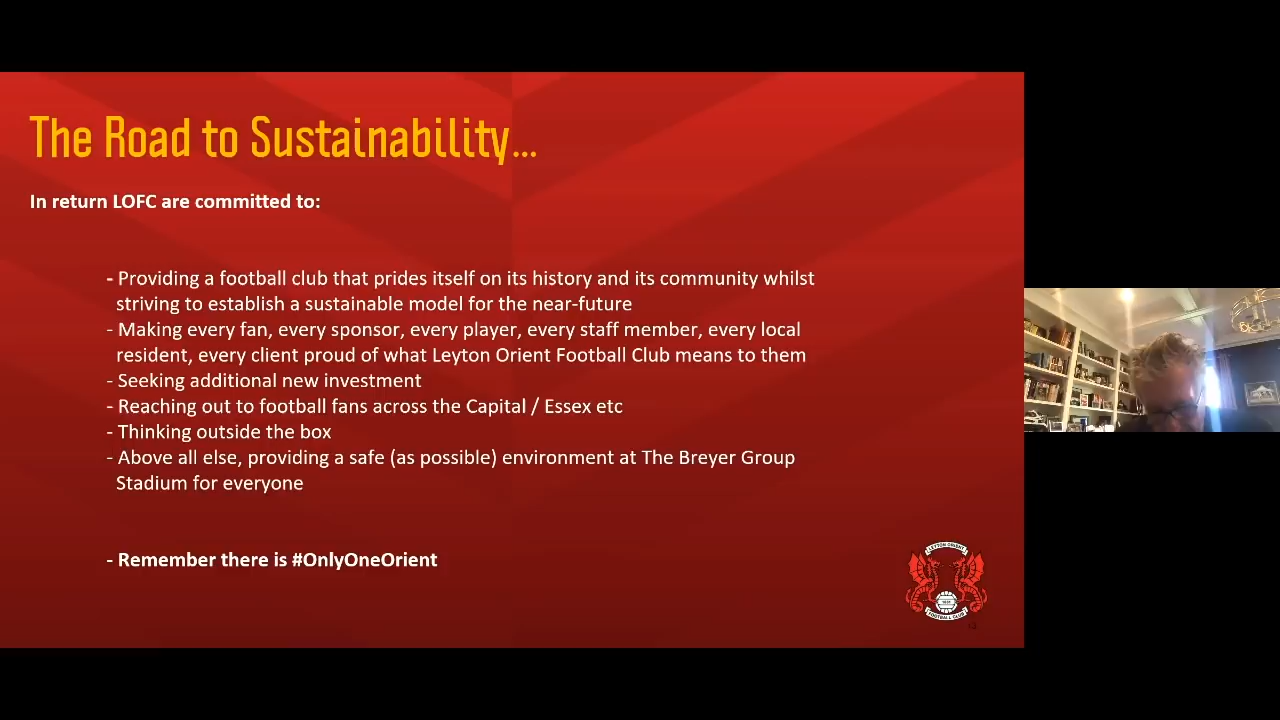 The Road to Sustainability...
In return LOFC are committed to:
- Providing a football club that prides itself on its history and its community whilst
striving to establish a sustainable model for the near-future
- Making every fan, every sponsor, every player, every staff member, every local
resident, every client proud of what Leyton Orient Football Club means to them
- Seeking additional new investment
- Reaching out to football fans across the Capital / Essex etc
- Thinking outside the box
- Above all else, providing a safe (as possible) environment at The Breyer Group
Stadium for everyone
- Remember there is #OnlyOneOrient
LEYTON ORIENT
FOOTBALL CLUB